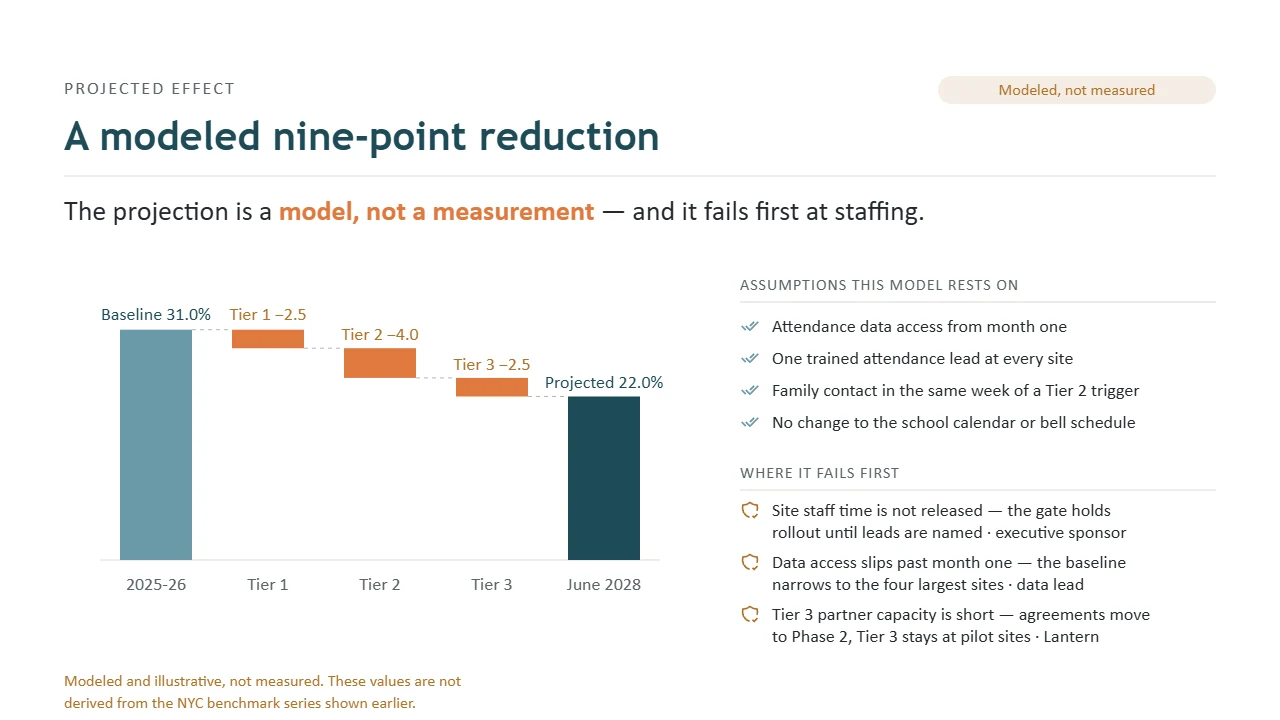 PROJECTED EFFECT
Modeled, not measured
A modeled nine-point reduction
The projection is a model, not a measurement — and it fails first at staffing.
Baseline 31.0%
Tier 1 –2.5
Tier 2 –4.0
Tier 3 –2.5
Projected 22.0%
2025-26
Tier 1
Tier 2
Tier 3
June 2028
ASSUMPTIONS THIS MODEL RESTS ON
Attendance data access from month one
One trained attendance lead at every site
Family contact in the same week of a Tier 2 trigger
No change to the school calendar or bell schedule
WHERE IT FAILS FIRST
Site staff time is not released — the gate holds
rollout until leads are named · executive sponsor
Data access slips past month one — the baseline
narrows to the four largest sites · data lead
Tier 3 partner capacity is short — agreements move
to Phase 2, Tier 3 stays at pilot sites · Lantern
Modeled and illustrative, not measured. These values are not
derived from the NYC benchmark series shown earlier.